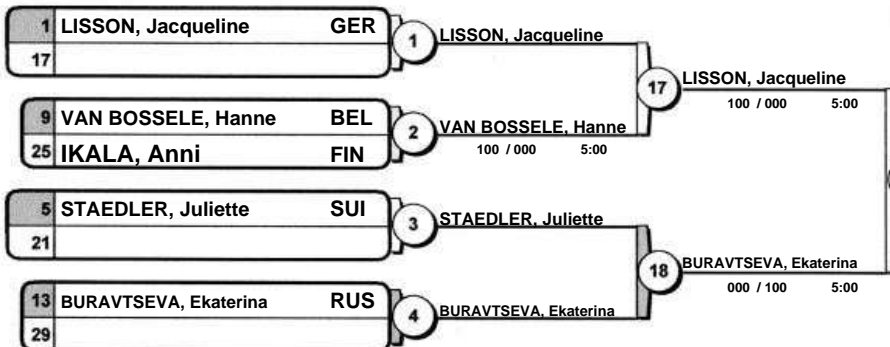 1 LISSON, Jacqueline GER
17
1
LISSON, Jacqueline
9 VAN BOSSELE, Hanne BEL
25 IKALA, Anni FIN
2
VAN BOSSELE, Hanne
100 / 000 5:00
17
LISSON, Jacqueline
100 / 000 5:00
5 STAEDLER, Juliette SUI
21
3
STAEDLER, Juliette
13 BURAVTSEVA, Ekaterina RUS
29
4
BURAVTSEVA, Ekaterina
18
BURAVTSEVA, Ekaterina
000 / 100 5:00